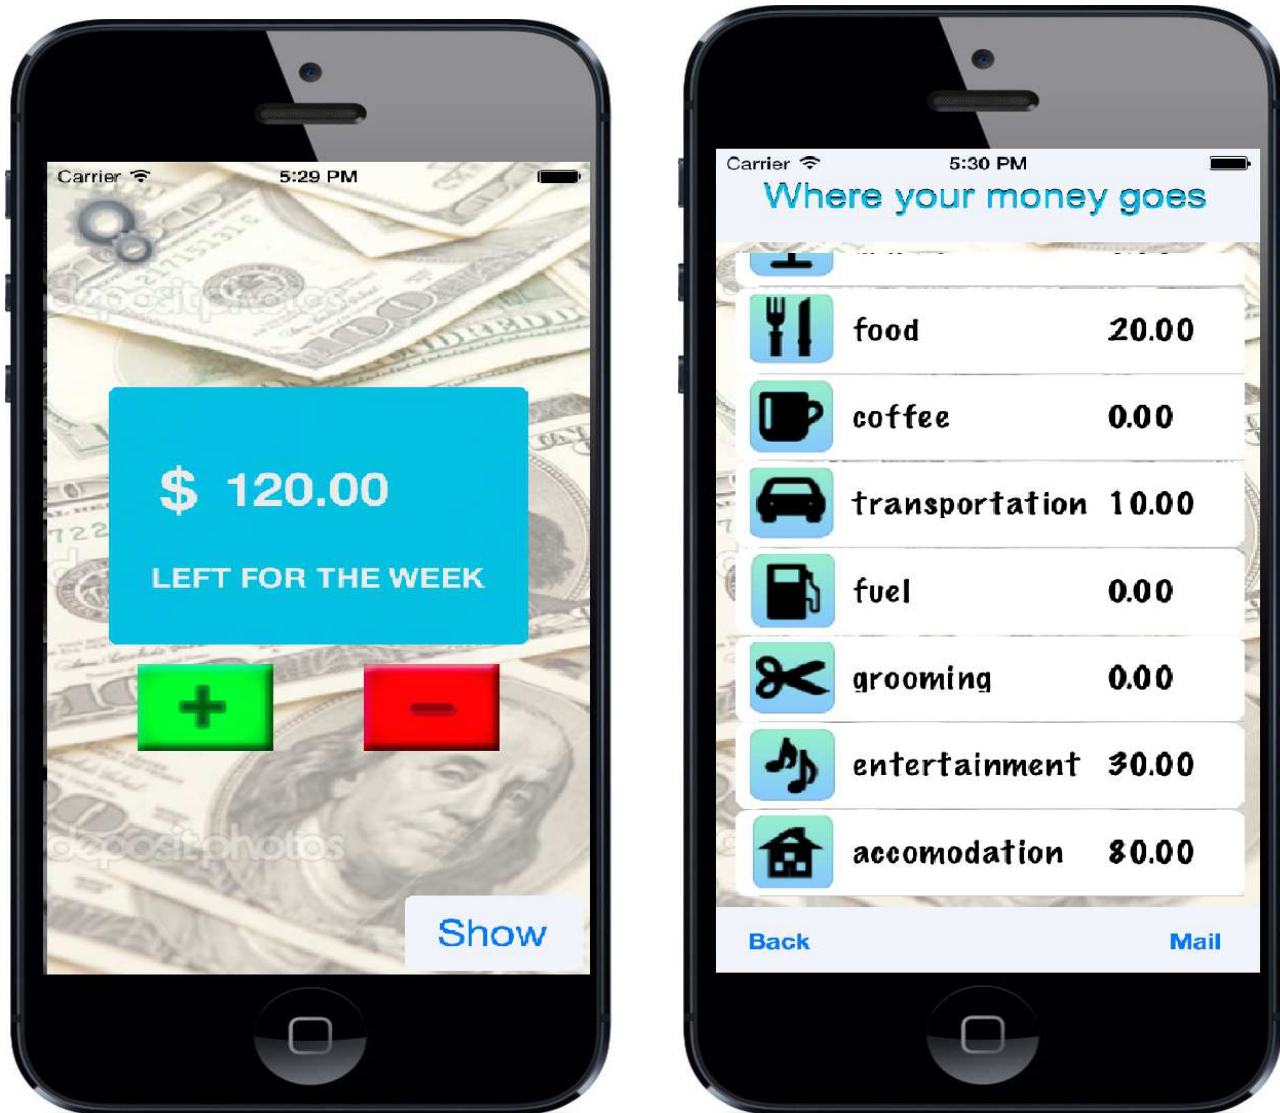 Carrier 5:29 PM
depositphotos
$ 120.00
LEFT FOR THE WEEK
+ -
depositphotos
Show
Carrier 5:30 PM
Where your money goes
food 20.00
coffee 0.00
transportation 10.00
fuel 0.00
grooming 0.00
entertainment 30.00
accomodation 80.00
Back Mail